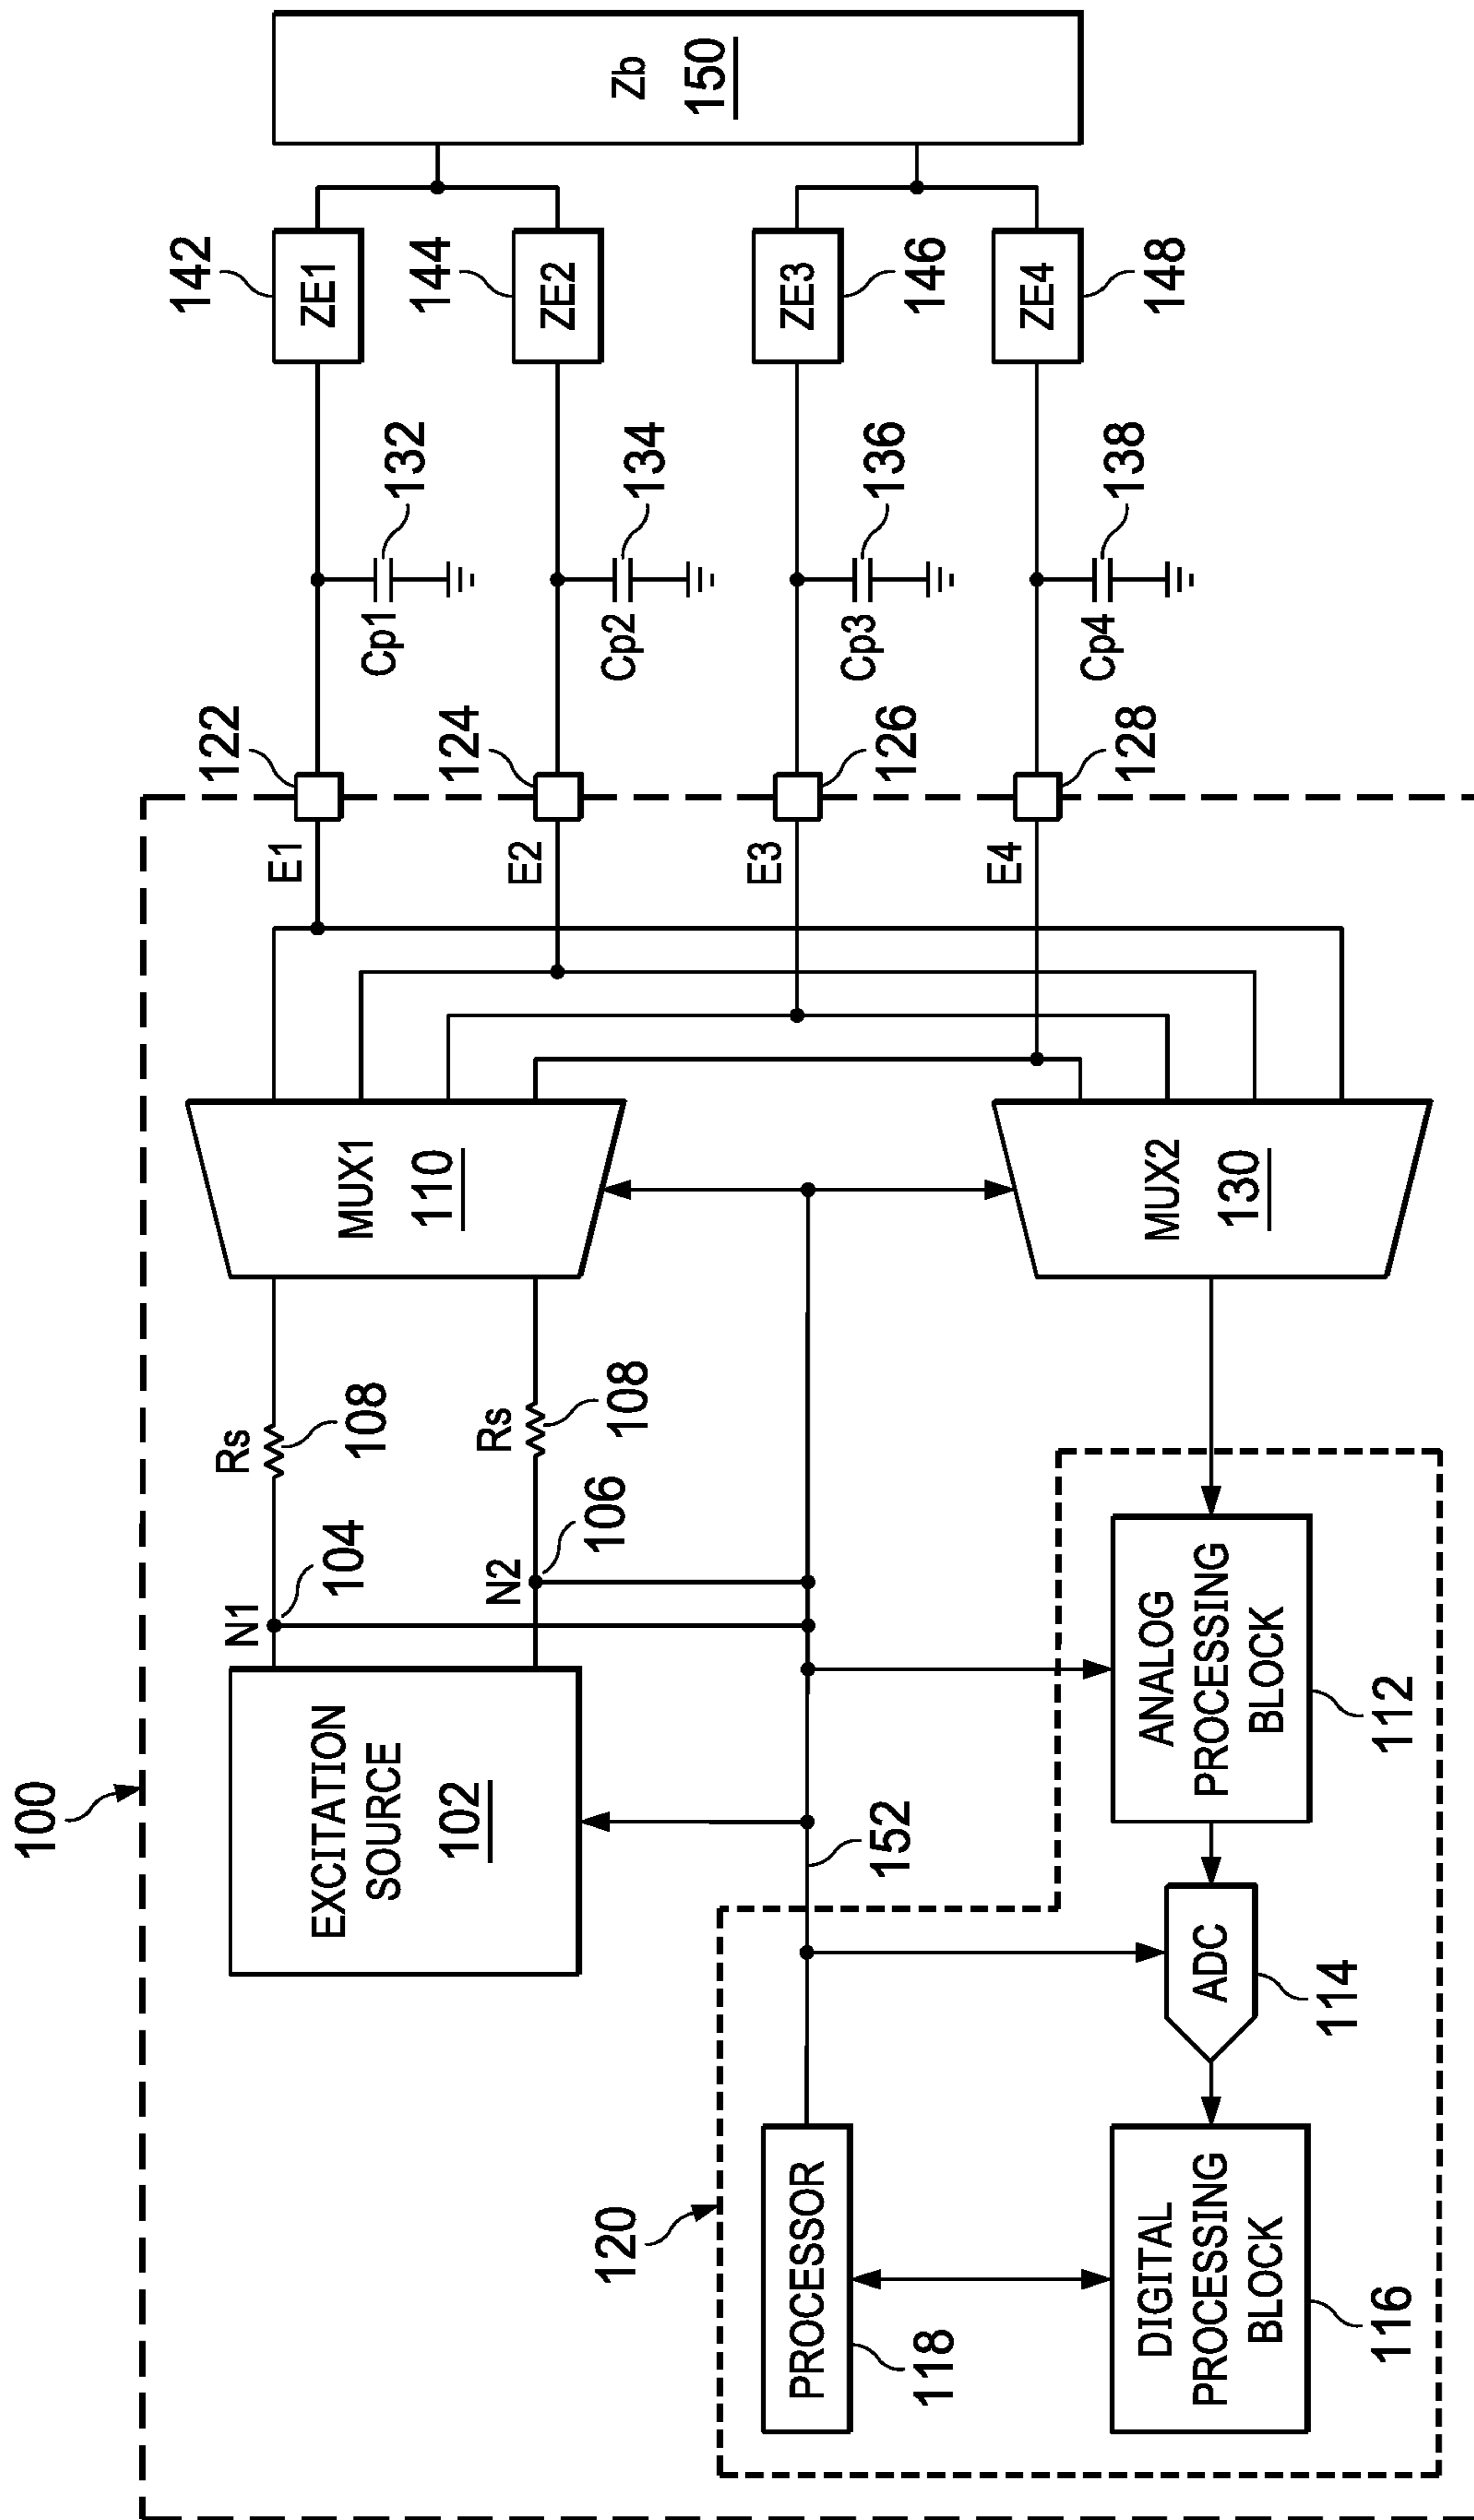 100
EXCITATION
SOURCE
102
N1
104
N2
106
Rs
108
Rs
108
MUX1
110
E1
122
E2
124
E3
126
E4
128
Cp1
132
Cp2
134
Cp3
136
Cp4
138
ZE1
142
ZE2
144
ZE3
146
ZE4
148
Zb
150
120
PROCESSOR
118
152
DIGITAL
PROCESSING
BLOCK
116
ADC
114
ANALOG
PROCESSING
BLOCK
112
MUX2
130